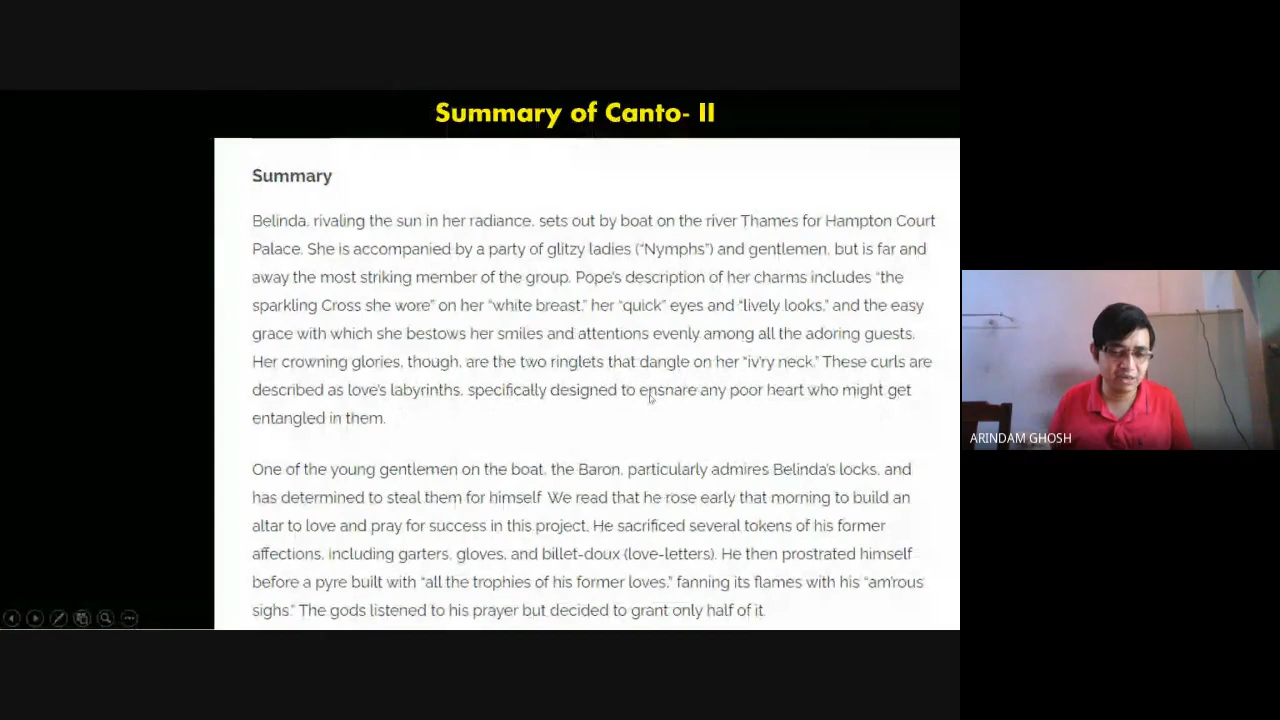 Summary of Canto- II
Summary
Belinda, rivaling the sun in her radiance, sets out by boat on the river Thames for Hampton Court
Palace. She is accompanied by a party of glitzy ladies (“Nymphs”) and gentlemen, but is far and
away the most striking member of the group. Pope’s description of her charms includes “the
sparkling Cross she wore” on her “white breast,” her “quick” eyes and “lively looks,” and the easy
grace with which she bestows her smiles and attentions evenly among all the adoring guests.
Her crowning glories, though, are the two ringlets that dangle on her “iv’ry neck.” These curls are
described as love’s labyrinths, specifically designed to ensnare any poor heart who might get
entangled in them.
One of the young gentlemen on the boat, the Baron, particularly admires Belinda’s locks, and
has determined to steal them for himself. We read that he rose early that morning to build an
altar to love and pray for success in this project. He sacrificed several tokens of his former
affections, including garters, gloves, and billet-doux (love-letters). He then prostrated himself
before a pyre built with “all the trophies of his former loves,” fanning its flames with his “am’rous
sighs.” The gods listened to his prayer but decided to grant only half of it.
ARINDAM GHOSH